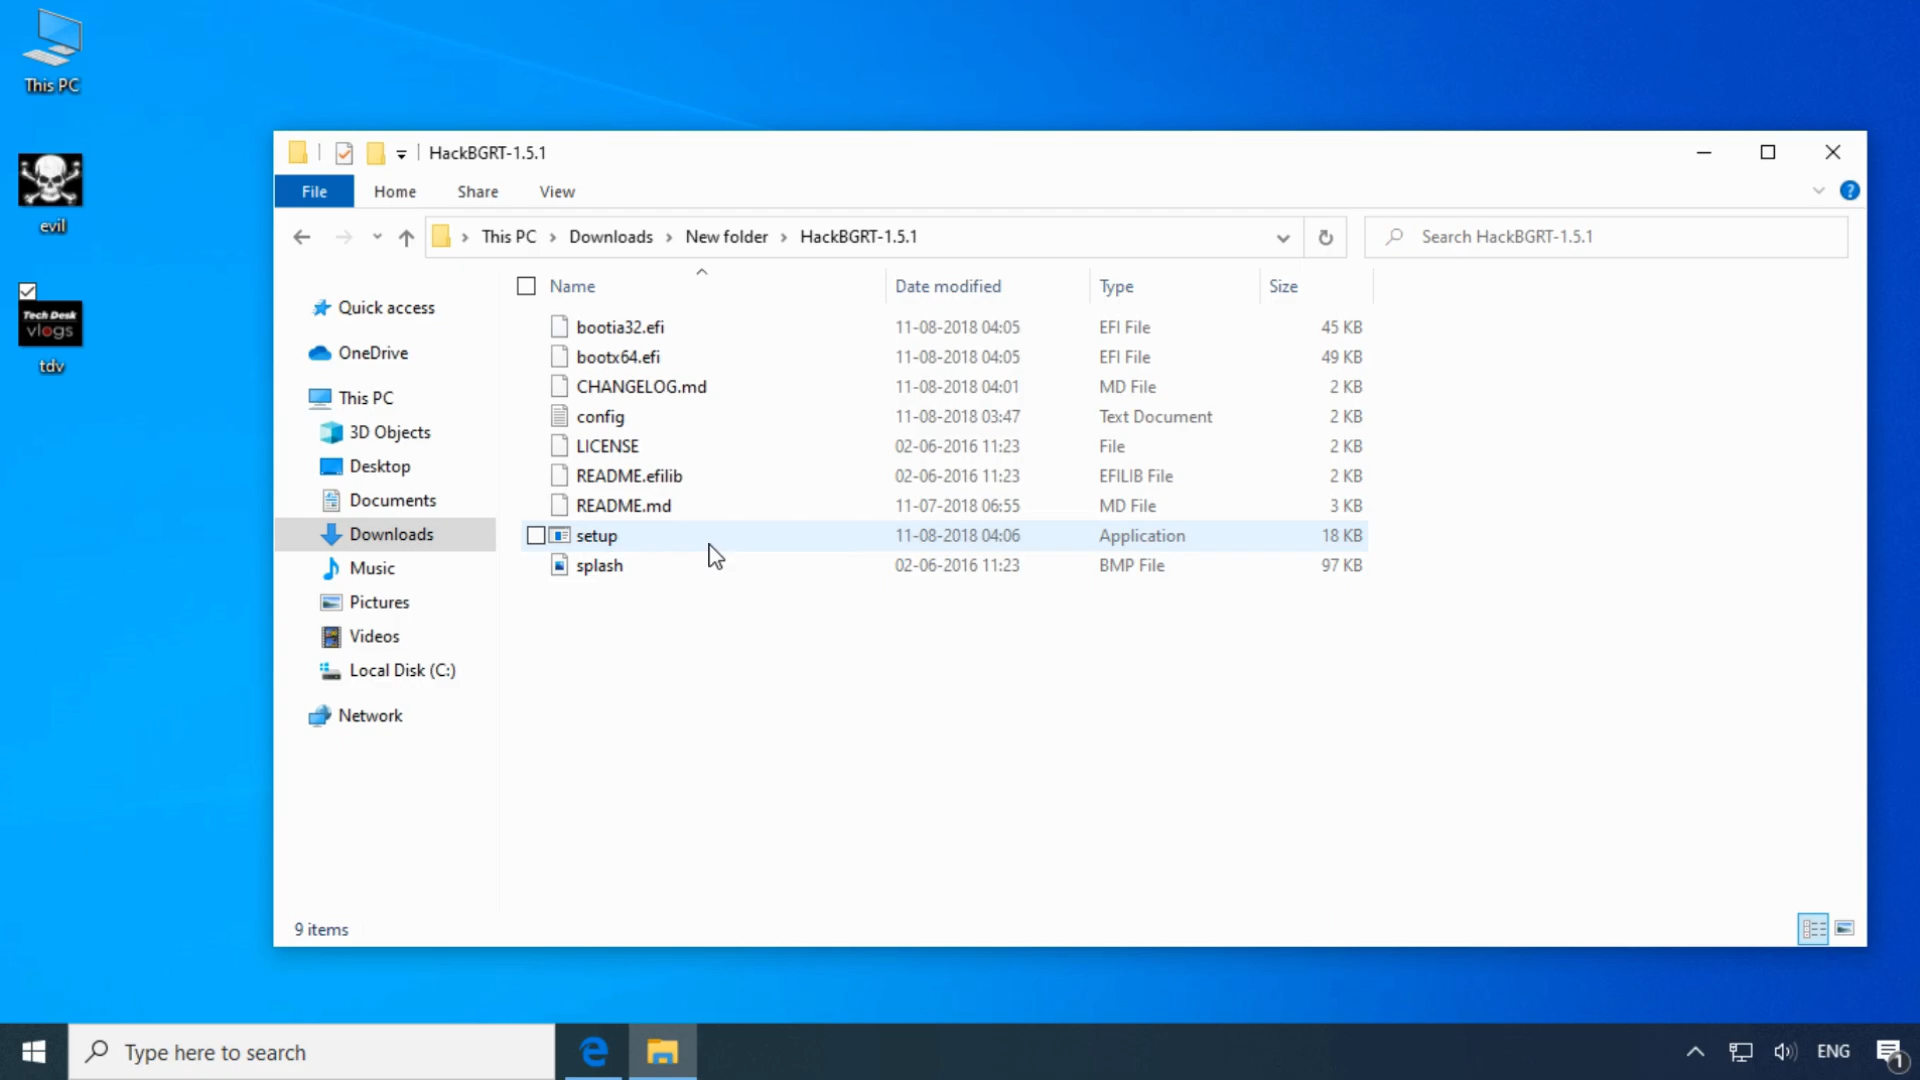 This PC
evil
Tech Desk
vlogs
tdv
HackBGRT-1.5.1
File Home Share View
?
This PC Downloads New folder HackBGRT-1.5.1
Search HackBGRT-1.5.1
Quick access
OneDrive
This PC
3D Objects
Desktop
Documents
Downloads
Music
Pictures
Videos
Local Disk (C:)
Network
Name Date modified Type Size
bootia32.efi 11-08-2018 04:05 EFI File 45 KB
bootx64.efi 11-08-2018 04:05 EFI File 49 KB
CHANGELOG.md 11-08-2018 04:01 MD File 2 KB
config 11-08-2018 03:47 Text Document 2 KB
LICENSE 02-06-2016 11:23 File 2 KB
README.efilib 02-06-2016 11:23 EFILIB File 2 KB
README.md 11-07-2018 06:55 MD File 3 KB
setup 11-08-2018 04:06 Application 18 KB
splash 02-06-2016 11:23 BMP File 97 KB
9 items
Type here to search
ENG
1